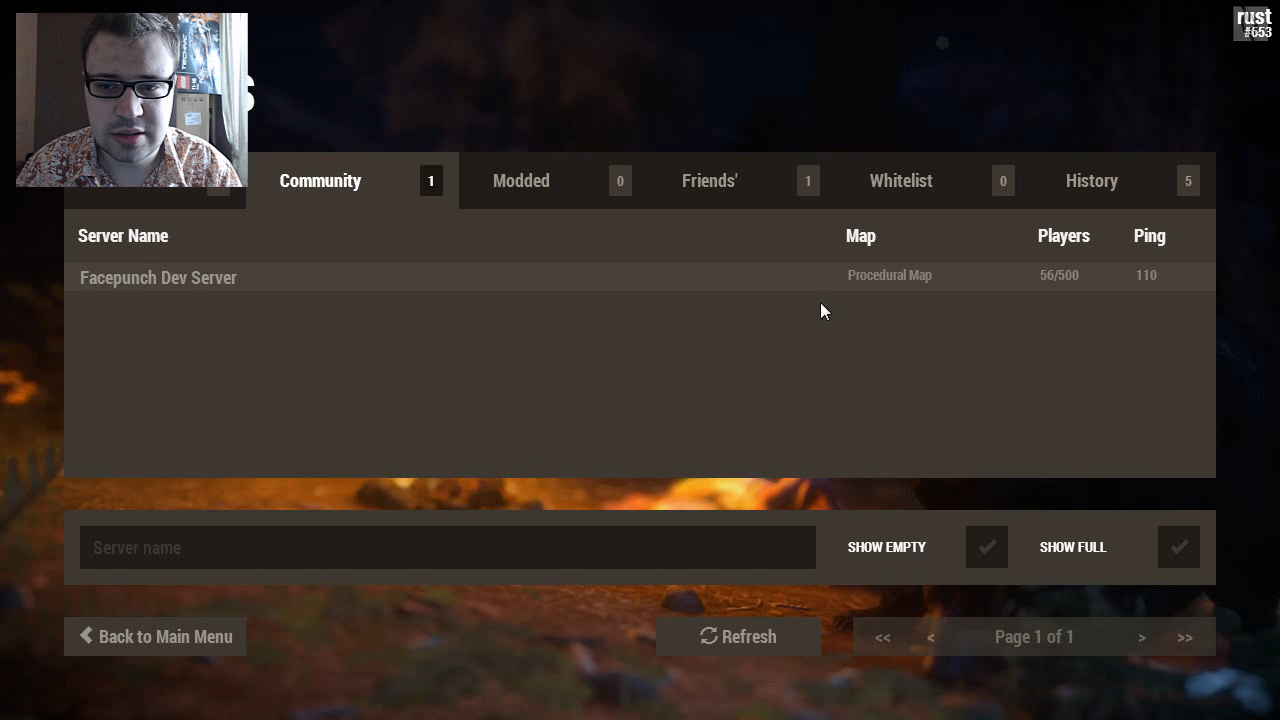 rust
#653
S
Community 1 Modded 0 Friends' 1 Whitelist 0 History 5
Server Name Map Players Ping
Facepunch Dev Server Procedural Map 56/500 110
Server name SHOW EMPTY SHOW FULL
Back to Main Menu Refresh << < Page 1 of 1 > >>